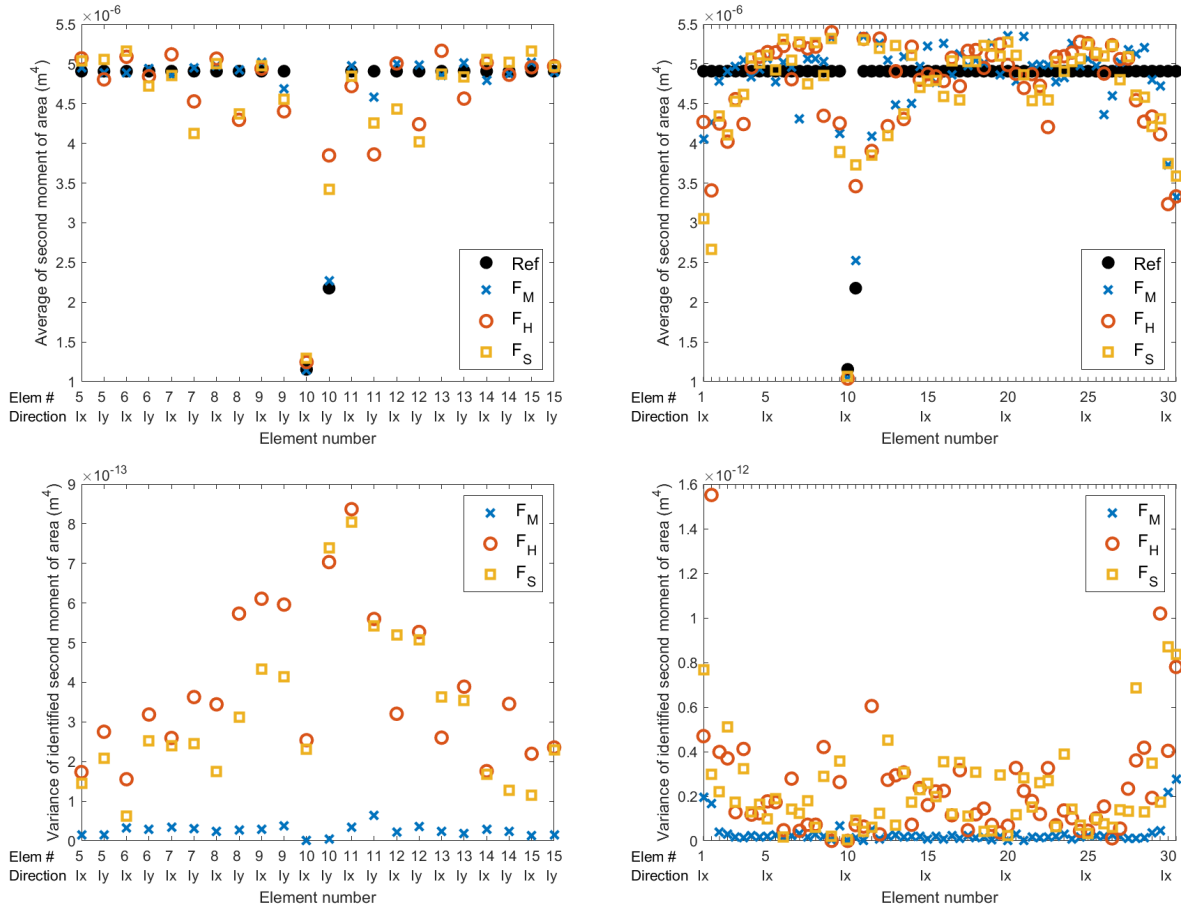 ×10⁻⁶
5.5
5
4.5
4
3.5
3
2.5
2
1.5
1
Average of second moment of area (m⁴)
Ref
F_M
F_H
F_S
Elem # 5 5 6 6 7 7 8 8 9 9 10 10 11 11 12 12 13 13 14 14 15 15
Direction Ix Iy Ix Iy Ix Iy Ix Iy Ix Iy Ix Iy Ix Iy Ix Iy Ix Iy Ix Iy Ix Iy
Element number
×10⁻⁶
5.5
5
4.5
4
3.5
3
2.5
2
1.5
1
Average of second moment of area (m⁴)
Ref
F_M
F_H
F_S
Elem # 1 5 10 15 20 25 30
Direction Ix Ix Ix Ix Ix Ix Ix
Element number
×10⁻¹³
9
8
7
6
5
4
3
2
1
0
Variance of identified second moment of area (m⁴)
F_M
F_H
F_S
Elem # 5 5 6 6 7 7 8 8 9 9 10 10 11 11 12 12 13 13 14 14 15 15
Direction Ix Iy Ix Iy Ix Iy Ix Iy Ix Iy Ix Iy Ix Iy Ix Iy Ix Iy Ix Iy Ix Iy
Element number
×10⁻¹²
1.6
1.4
1.2
1
0.8
0.6
0.4
0.2
0
Variance of identified second moment of area (m⁴)
F_M
F_H
F_S
Elem # 1 5 10 15 20 25 30
Direction Ix Ix Ix Ix Ix Ix Ix
Element number